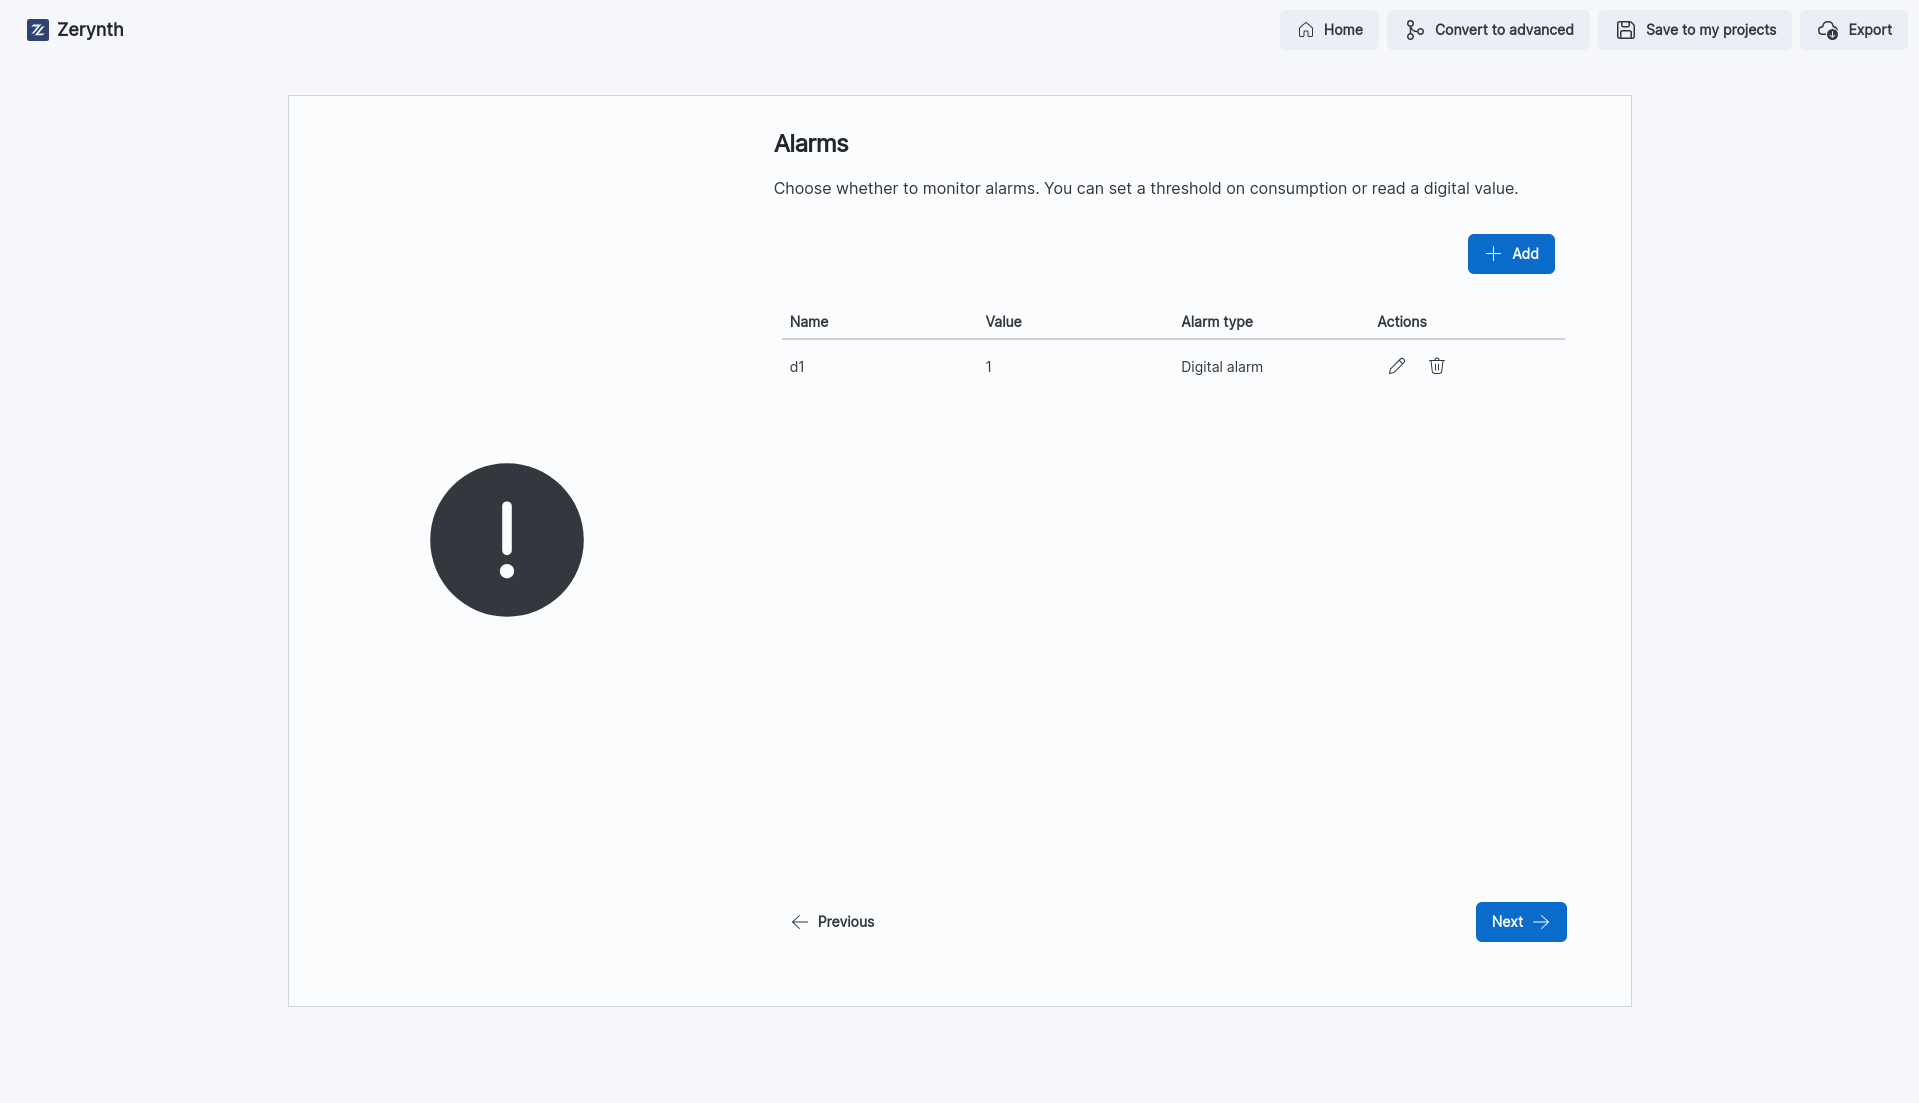 Zerynth
Home
Convert to advanced
Save to my projects
Export
Alarms
Choose whether to monitor alarms. You can set a threshold on consumption or read a digital value.
Add
Name Value Alarm type Actions
d1 1 Digital alarm
Previous
Next